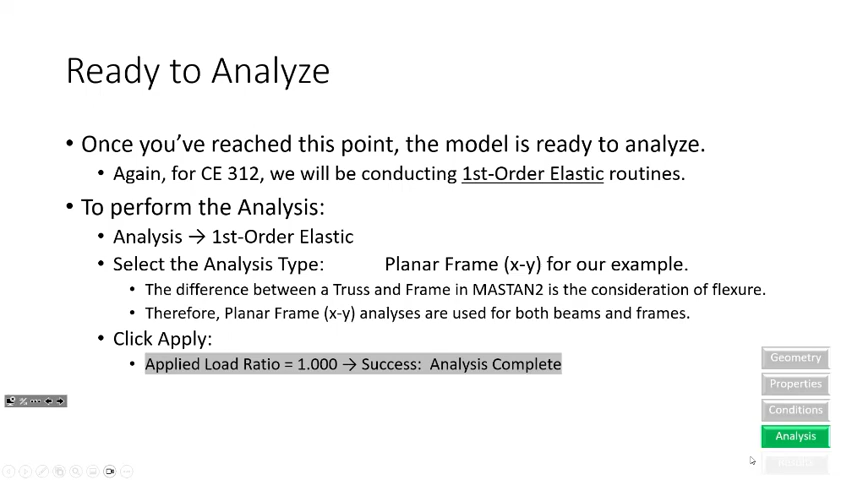 Ready to Analyze
• Once you've reached this point, the model is ready to analyze.
• Again, for CE 312, we will be conducting 1st-Order Elastic routines.
• To perform the Analysis:
• Analysis → 1st-Order Elastic
• Select the Analysis Type: Planar Frame (x-y) for our example.
• The difference between a Truss and Frame in MASTAN2 is the consideration of flexure.
• Therefore, Planar Frame (x-y) analyses are used for both beams and frames.
• Click Apply:
• Applied Load Ratio = 1.000 → Success: Analysis Complete
Geometry
Properties
Conditions
Analysis